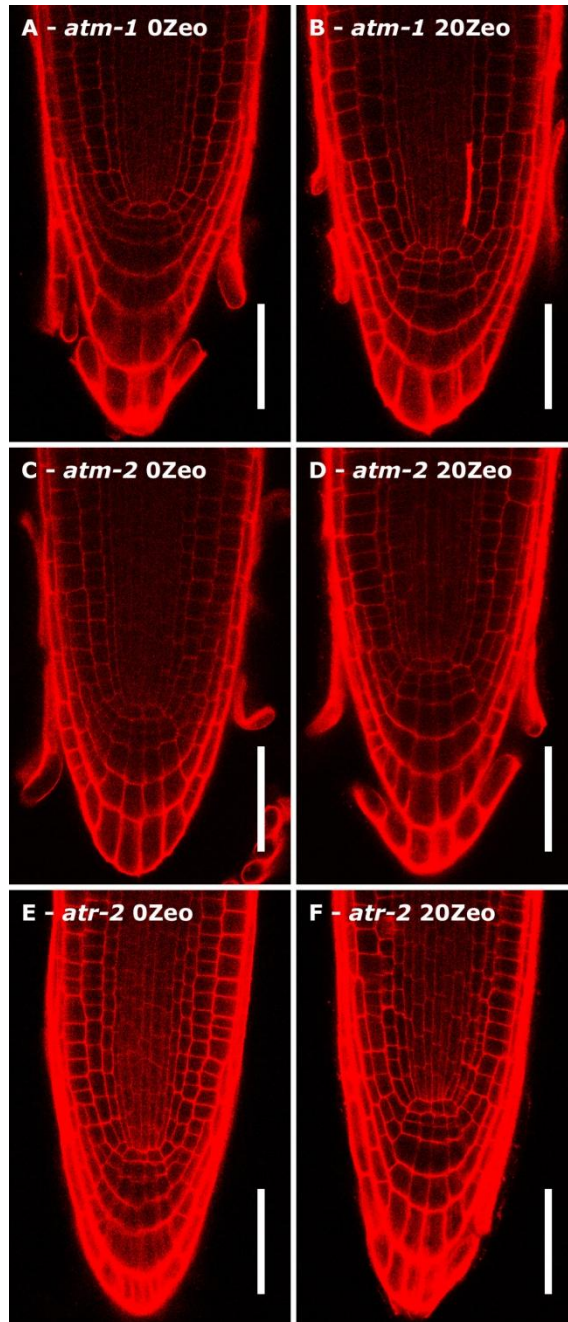 A - atm-1 0Zeo
B - atm-1 20Zeo
C - atm-2 0Zeo
D - atm-2 20Zeo
E - atr-2 0Zeo
F - atr-2 20Zeo